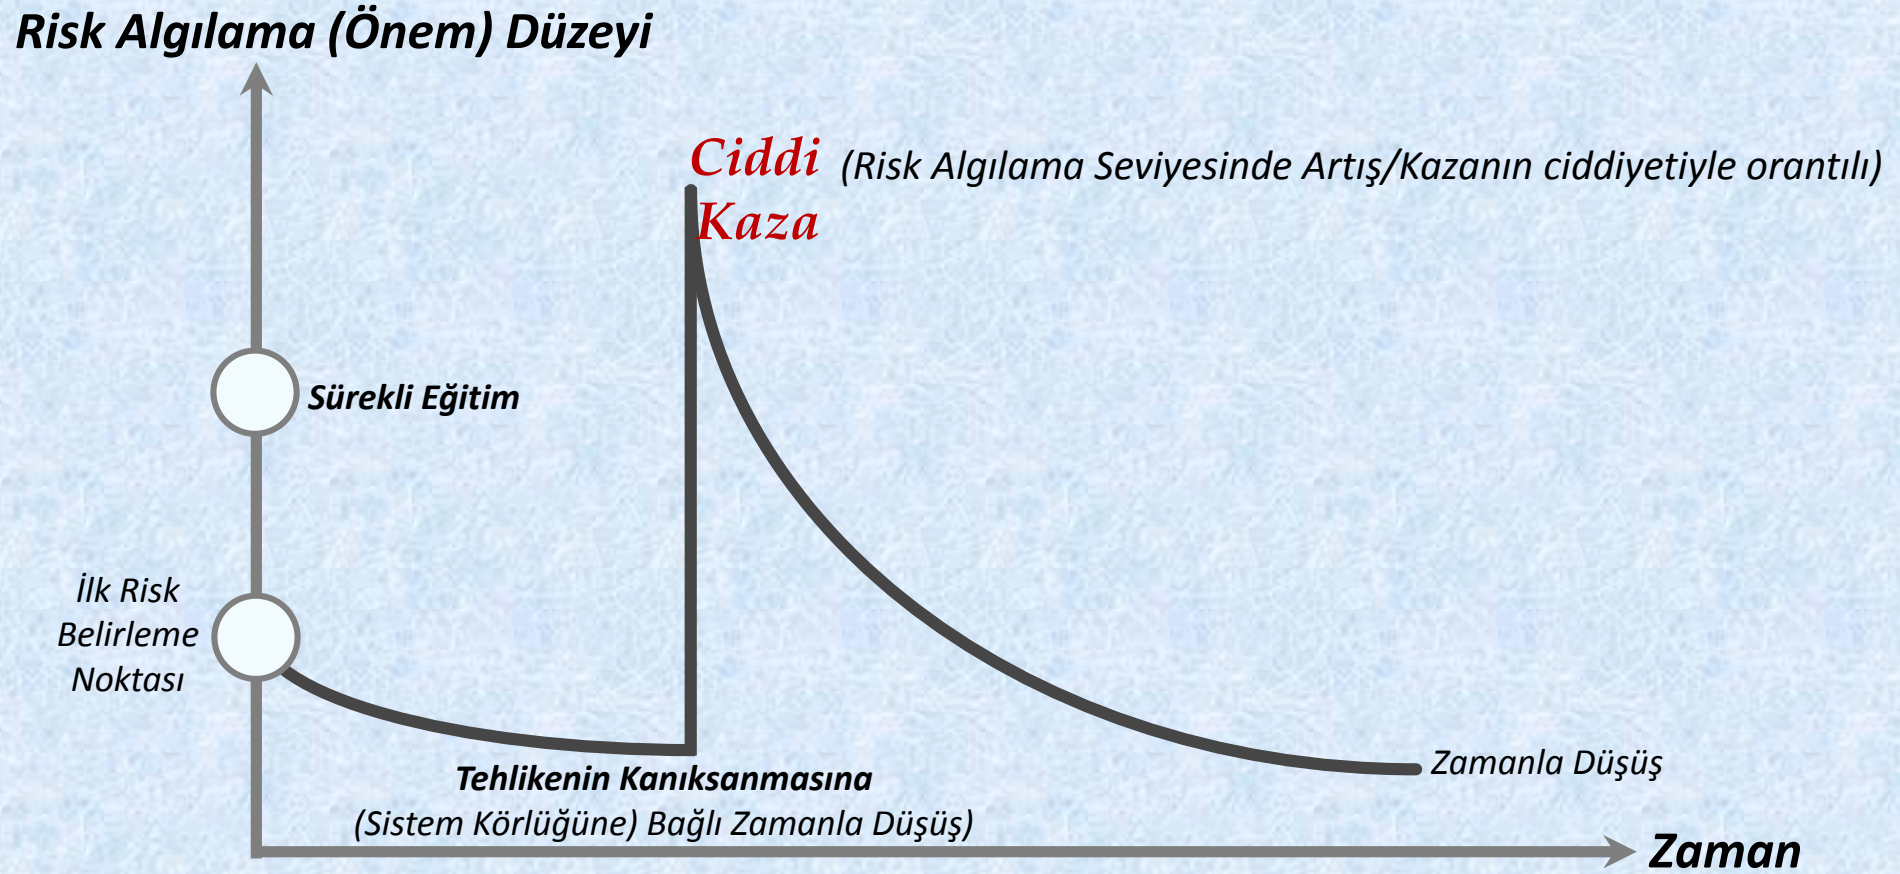 Risk Algılama (Önem) Düzeyi
Ciddi
Kaza
(Risk Algılama Seviyesinde Artış/Kazanın ciddiyetiyle orantılı)
Sürekli Eğitim
İlk Risk
Belirleme
Noktası
Tehlikenin Kanıksanmasına
(Sistem Körlüğüne) Bağlı Zamanla Düşüş)
Zamanla Düşüş
Zaman